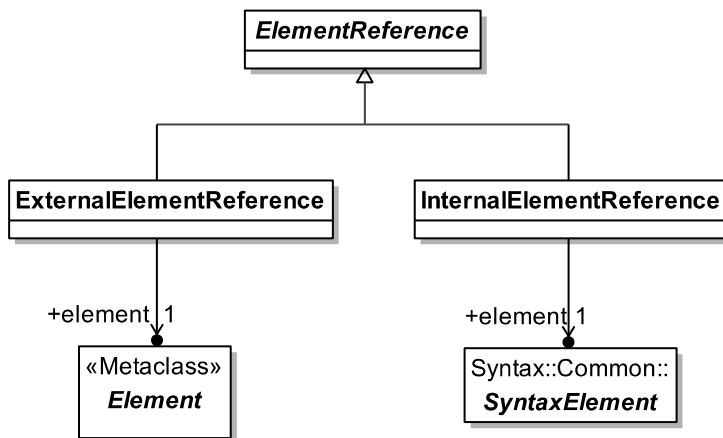 ElementReference
ExternalElementReference
InternalElementReference
+element 1
+element 1
«Metaclass»
Element
Syntax::Common::
SyntaxElement